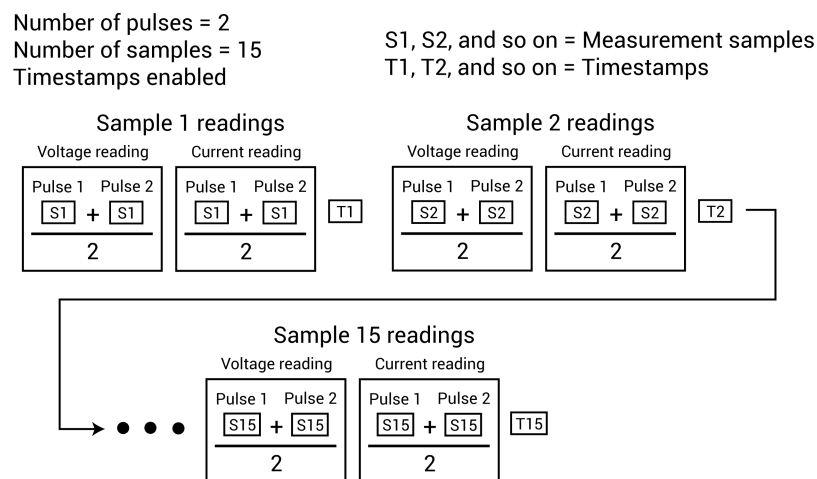 Number of pulses = 2
Number of samples = 15
Timestamps enabled
S1, S2, and so on = Measurement samples
T1, T2, and so on = Timestamps
Sample 1 readings
Voltage reading
Current reading
Pulse 1 Pulse 2
S1 + S1
2
Pulse 1 Pulse 2
S1 + S1
2
T1
Sample 2 readings
Voltage reading
Current reading
Pulse 1 Pulse 2
S2 + S2
2
Pulse 1 Pulse 2
S2 + S2
2
T2
Sample 15 readings
Voltage reading
Current reading
Pulse 1 Pulse 2
S15 + S15
2
Pulse 1 Pulse 2
S15 + S15
2
T15